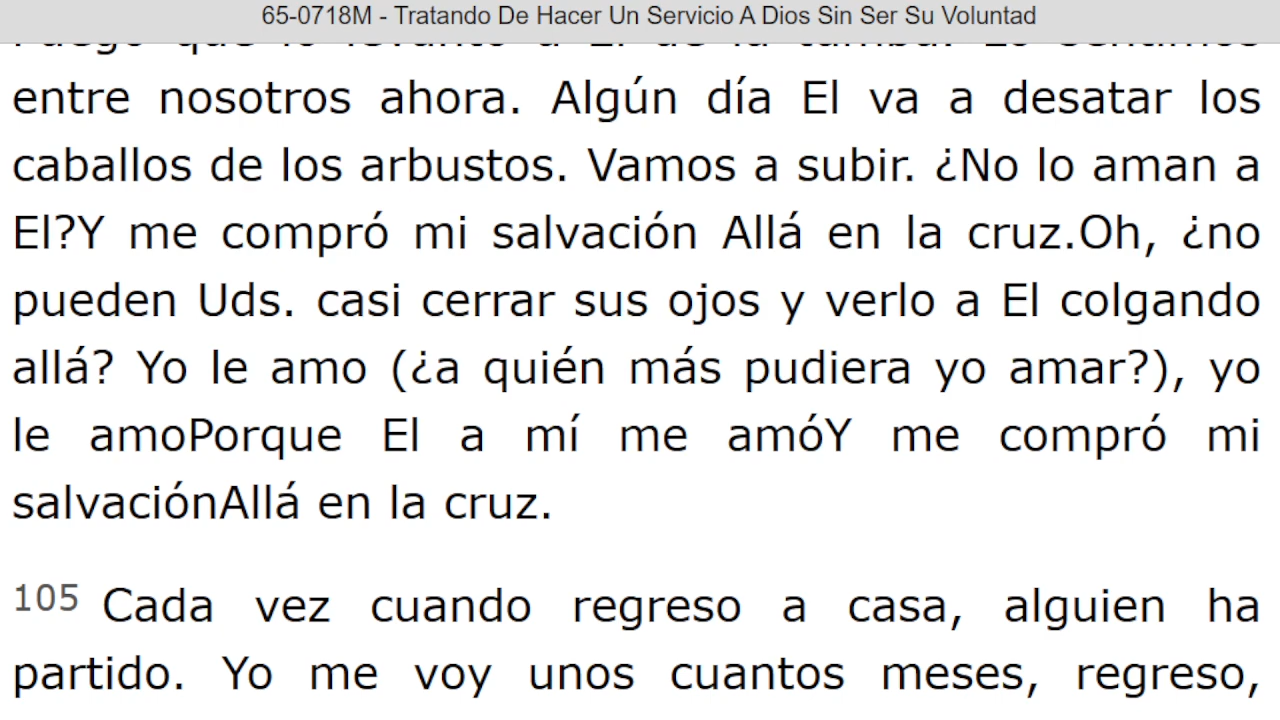 65-0718M - Tratando De Hacer Un Servicio A Dios Sin Ser Su Voluntad
entre nosotros ahora. Algún día El va a desatar los
caballos de los arbustos. Vamos a subir. ¿No lo aman a
El?Y me compró mi salvación Allá en la cruz.Oh, ¿no
pueden Uds. casi cerrar sus ojos y verlo a El colgando
allá? Yo le amo (¿a quién más pudiera yo amar?), yo
le amoPorque El a mí me amóY me compró mi
salvaciónAllá en la cruz.
105 Cada vez cuando regreso a casa, alguien ha
partido. Yo me voy unos cuantos meses, regreso,